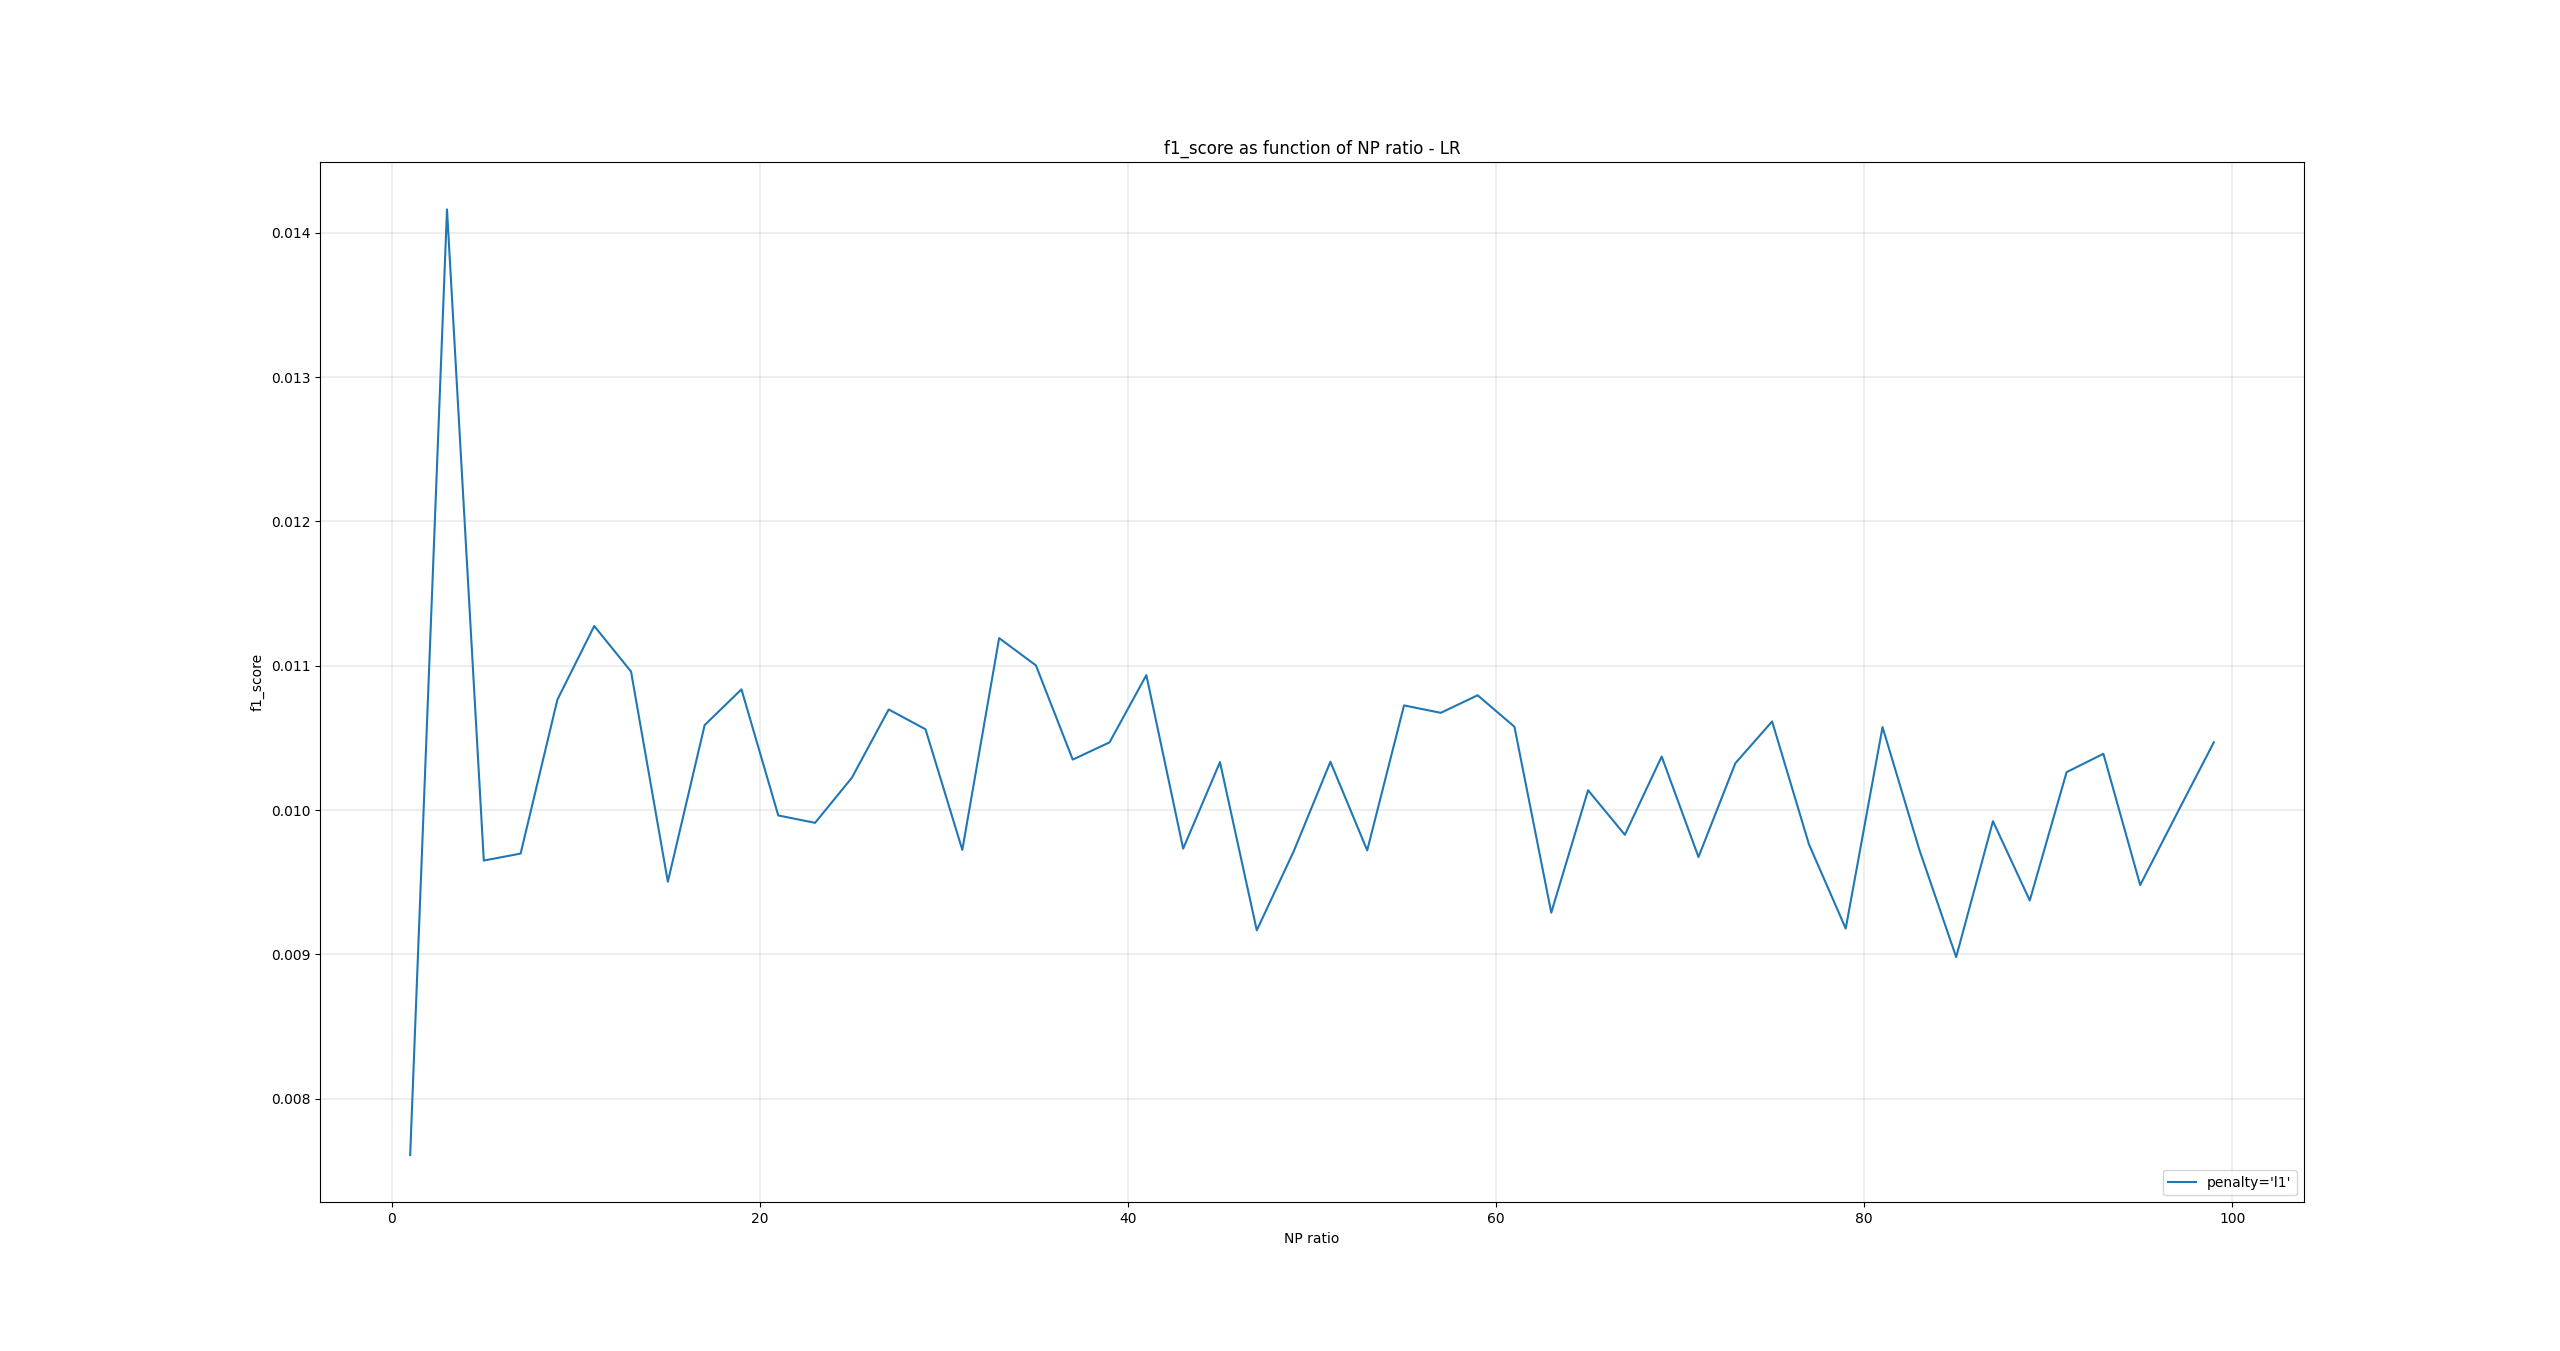 f1_score as function of NP ratio - LR
0.014
0.013
0.012
0.011
0.010
0.009
0.008
f1_score
penalty='l1'
0 20 40 60 80 100
NP ratio